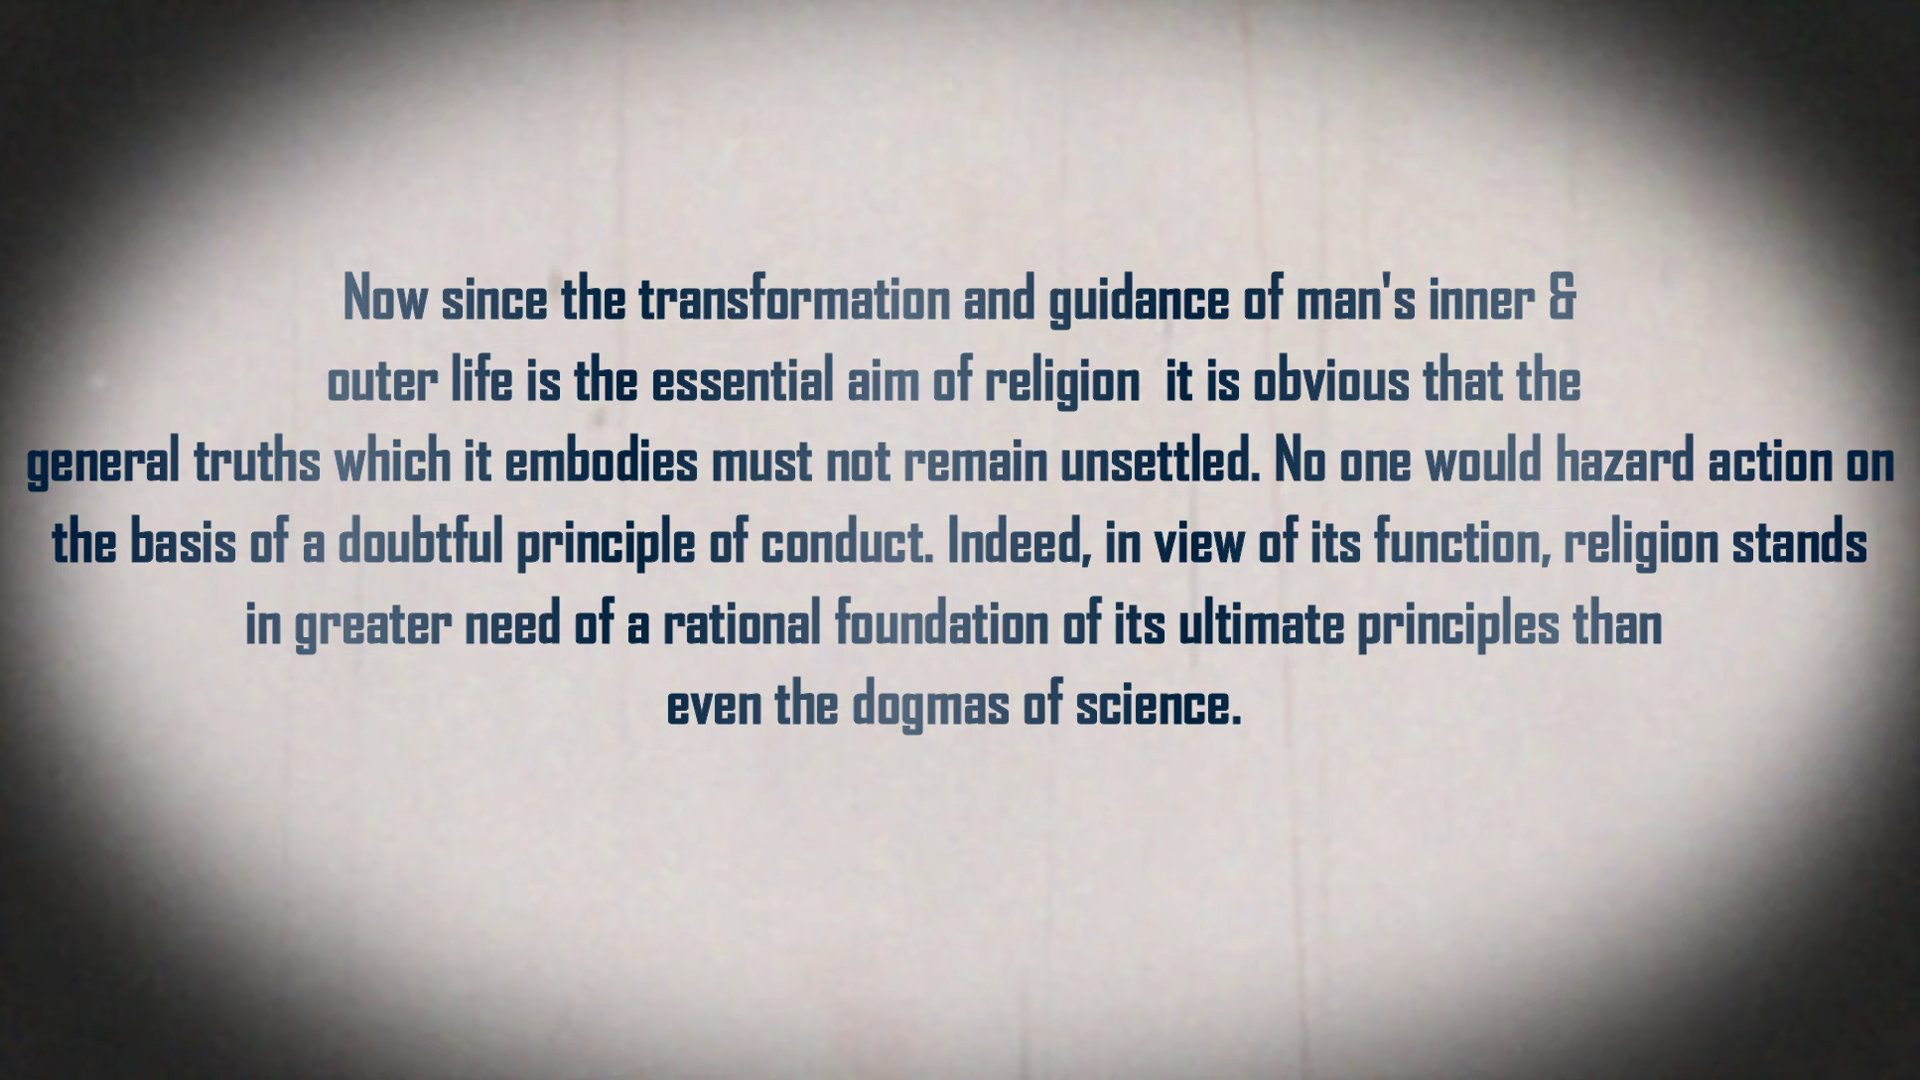 Now since the transformation and guidance of man's inner &
outer life is the essential aim of religion  it is obvious that the
general truths which it embodies must not remain unsettled. No one would hazard action on
the basis of a doubtful principle of conduct. Indeed, in view of its function, religion stands
in greater need of a rational foundation of its ultimate principles than
even the dogmas of science.